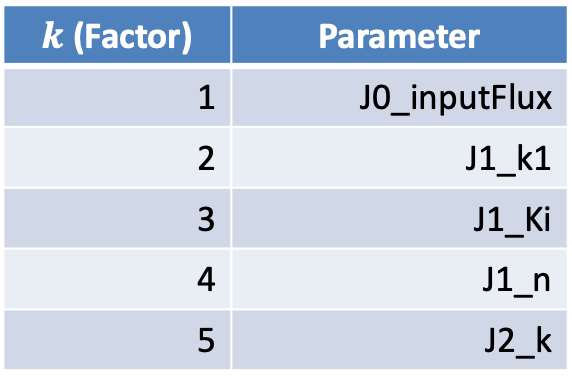 k (Factor) Parameter
1 J0_inputFlux
2 J1_k1
3 J1_Ki
4 J1_n
5 J2_k